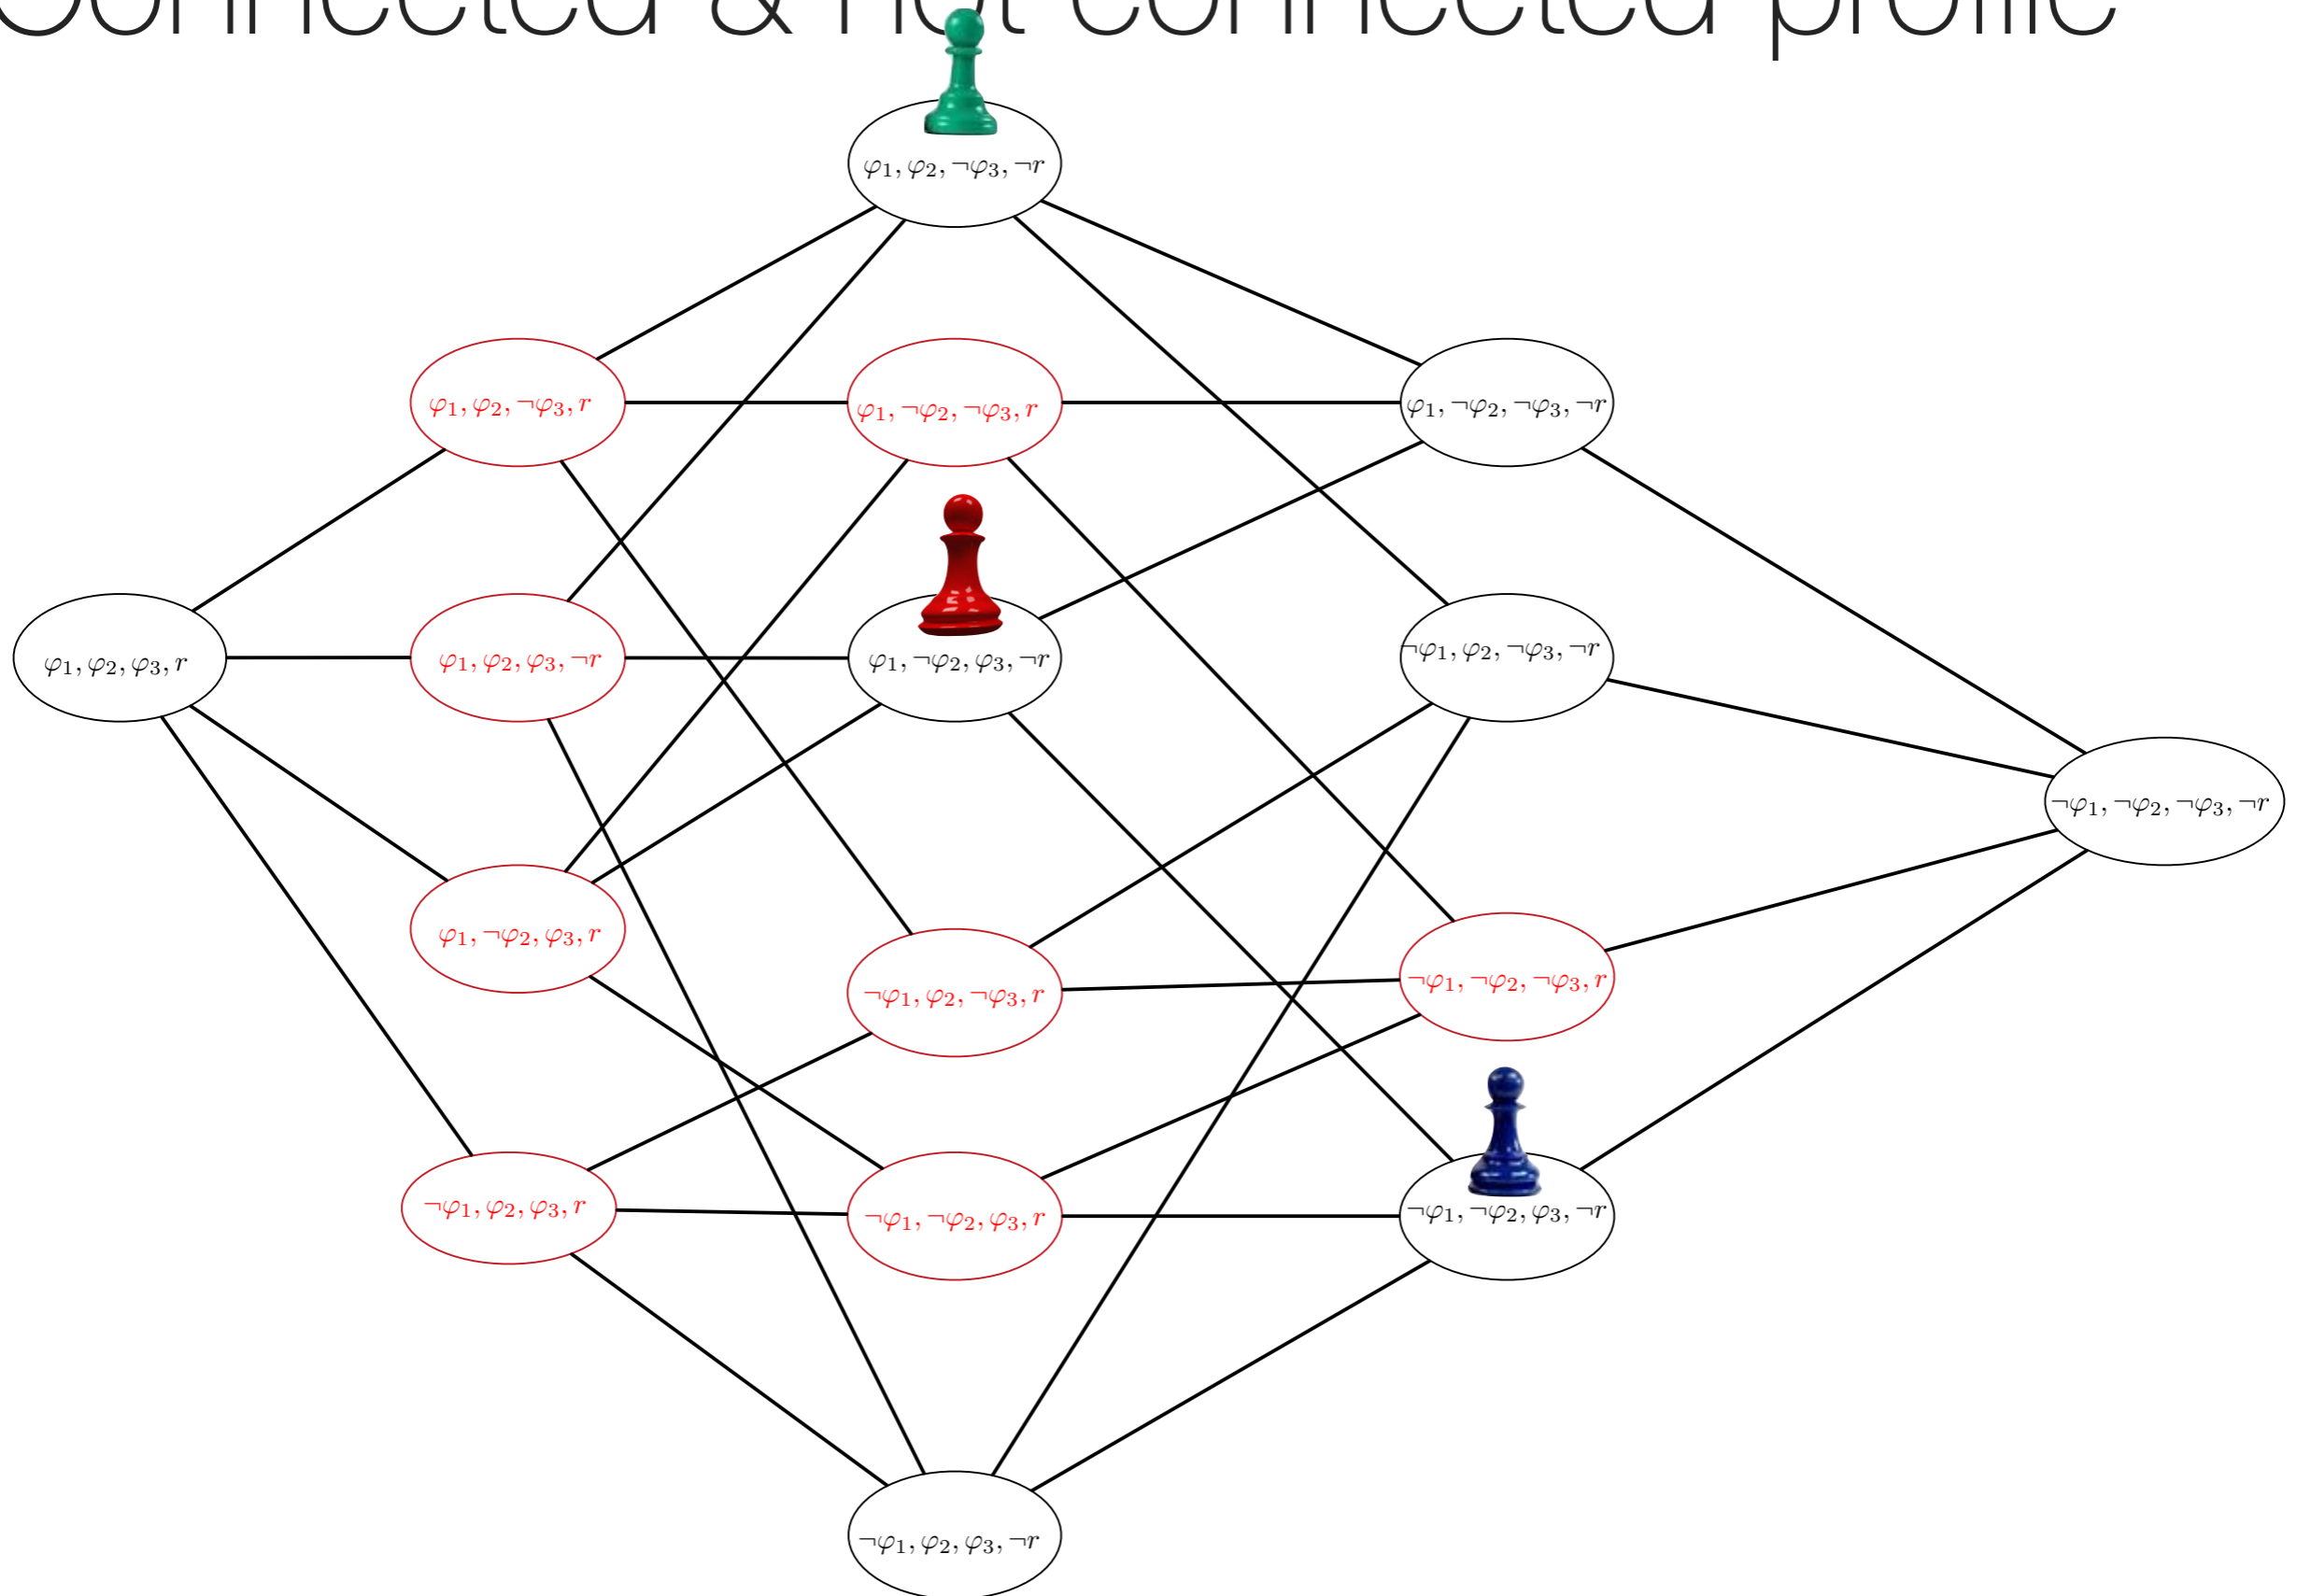 Connected & not connected profile
φ₁, φ₂, ¬φ₃, ¬r
φ₁, φ₂, ¬φ₃, r
φ₁, ¬φ₂, ¬φ₃, r
φ₁, ¬φ₂, ¬φ₃, ¬r
φ₁, φ₂, φ₃, r
φ₁, φ₂, φ₃, ¬r
φ₁, ¬φ₂, φ₃, ¬r
¬φ₁, φ₂, ¬φ₃, ¬r
¬φ₁, ¬φ₂, ¬φ₃, ¬r
φ₁, ¬φ₂, φ₃, r
¬φ₁, φ₂, ¬φ₃, r
¬φ₁, ¬φ₂, ¬φ₃, r
¬φ₁, φ₂, φ₃, r
¬φ₁, ¬φ₂, φ₃, r
¬φ₁, ¬φ₂, φ₃, ¬r
¬φ₁, φ₂, φ₃, ¬r